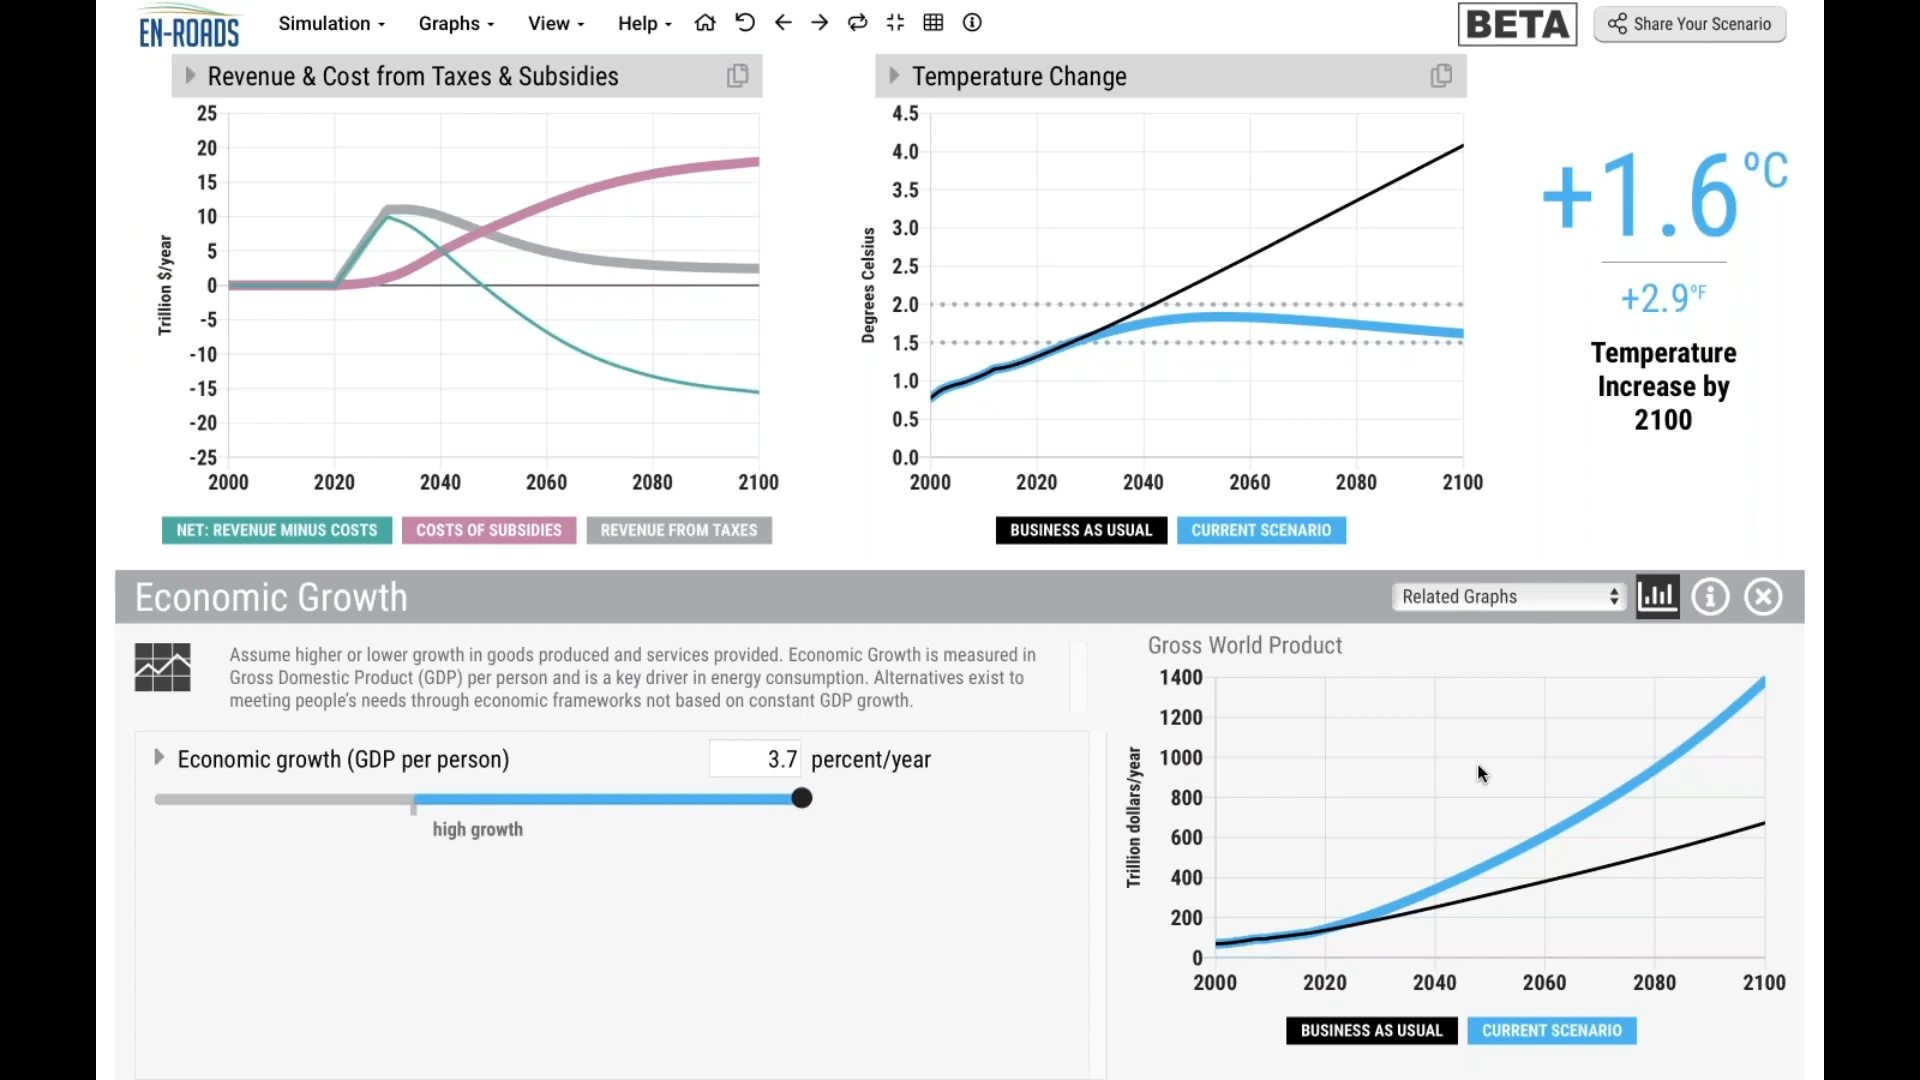 EN-ROADS
Simulation
Graphs
View
Help
BETA
Share Your Scenario
Revenue & Cost from Taxes & Subsidies
Trillion $/year
25
20
15
10
5
0
-5
-10
-15
-20
-25
2000 2020 2040 2060 2080 2100
NET: REVENUE MINUS COSTS
COSTS OF SUBSIDIES
REVENUE FROM TAXES
Temperature Change
Degrees Celsius
4.5
4.0
3.5
3.0
2.5
2.0
1.5
1.0
0.5
0.0
2000 2020 2040 2060 2080 2100
BUSINESS AS USUAL
CURRENT SCENARIO
+1.6 °C
+2.9 °F
Temperature
Increase by
2100
Economic Growth
Related Graphs
Assume higher or lower growth in goods produced and services provided. Economic Growth is measured in
Gross Domestic Product (GDP) per person and is a key driver in energy consumption. Alternatives exist to
meeting people's needs through economic frameworks not based on constant GDP growth.
Economic growth (GDP per person)
3.7 percent/year
high growth
Gross World Product
Trillion dollars/year
1400
1200
1000
800
600
400
200
0
2000 2020 2040 2060 2080 2100
BUSINESS AS USUAL
CURRENT SCENARIO